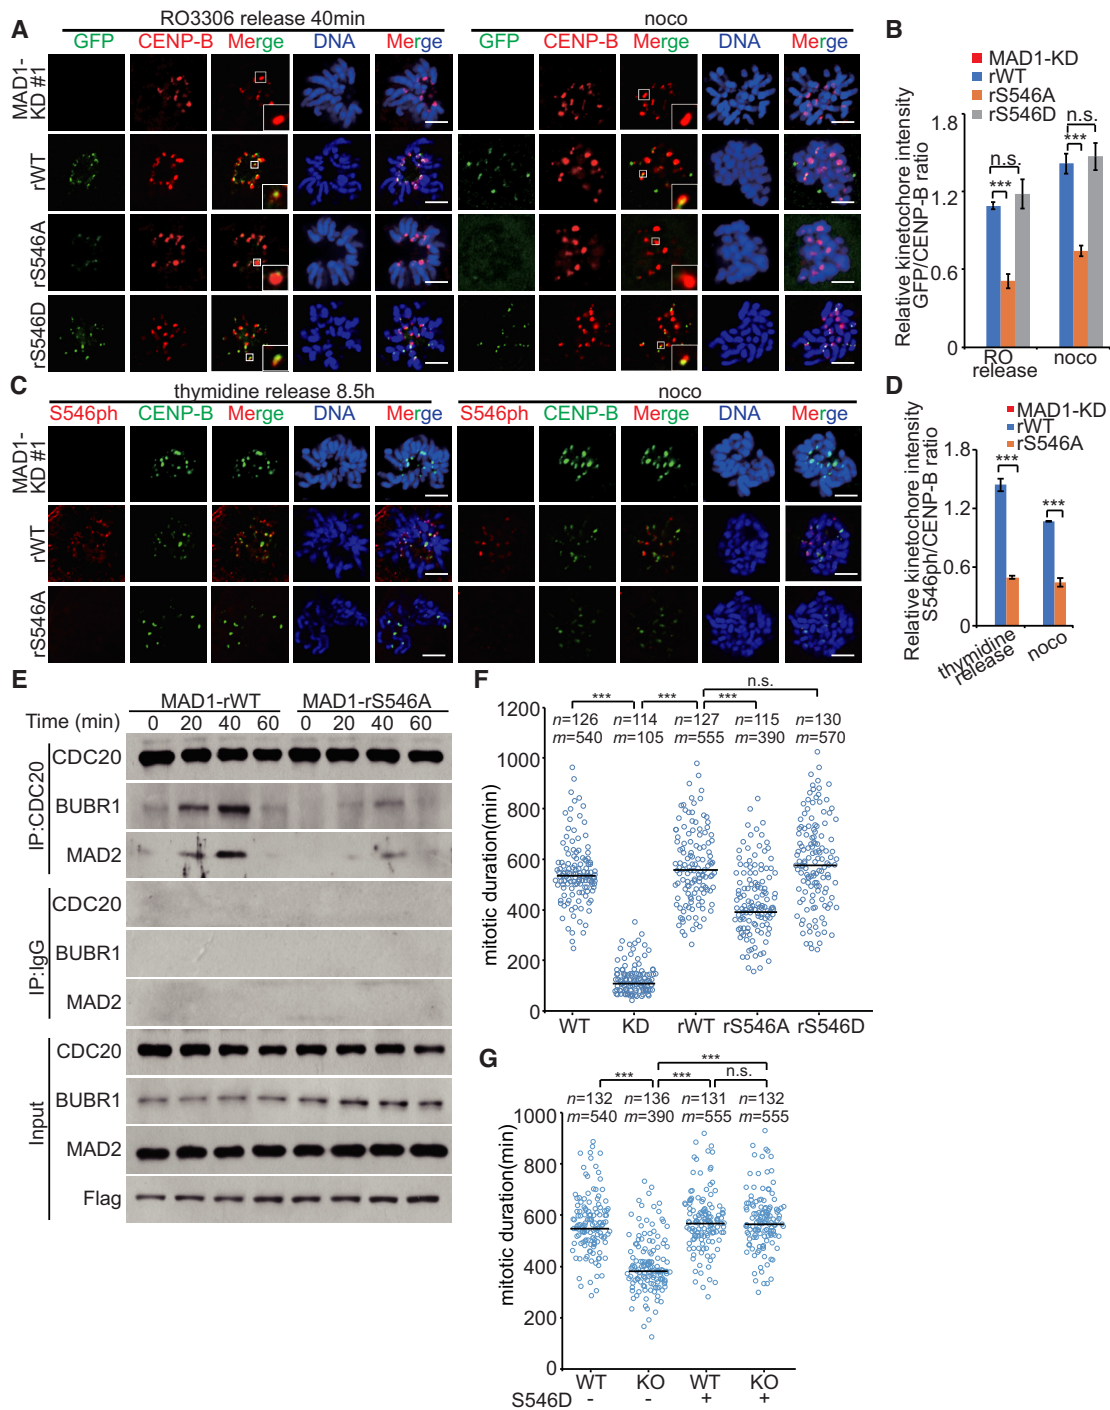 A
RO3306 release 40min
noco
GFP CENP-B Merge DNA Merge GFP CENP-B Merge DNA Merge
MAD1-
KD #1
rWT
rS546A
rS546D
B
MAD1-KD
rWT
rS546A
rS546D
Relative kinetochore intensity
GFP/CENP-B ratio
1.8
1.2
0.6
0
n.s.
***
n.s.
***
RO
release
noco
C
thymidine release 8.5h
noco
S546ph CENP-B Merge DNA Merge S546ph CENP-B Merge DNA Merge
MAD1-
KD #1
rWT
rS546A
D
MAD1-KD
rWT
rS546A
Relative kinetochore intensity
S546ph/CENP-B ratio
1.8
1.2
0.6
0
***
***
thymidine
release
noco
E
MAD1-rWT MAD1-rS546A
Time (min) 0 20 40 60 0 20 40 60
IP:CDC20
CDC20
BUBR1
MAD2
IP:IgG
CDC20
BUBR1
MAD2
Input
CDC20
BUBR1
MAD2
Flag
F
n.s.
*** *** ***
n=126 n=114 n=127 n=115 n=130
m=540 m=105 m=555 m=390 m=570
mitotic duration(min)
1200
1000
800
600
400
200
0
WT KD rWT rS546A rS546D
G
***
*** *** n.s.
n=132 n=136 n=131 n=132
m=540 m=390 m=555 m=555
mitotic duration(min)
1000
800
600
400
200
0
WT KO WT KO
S546D - - + +